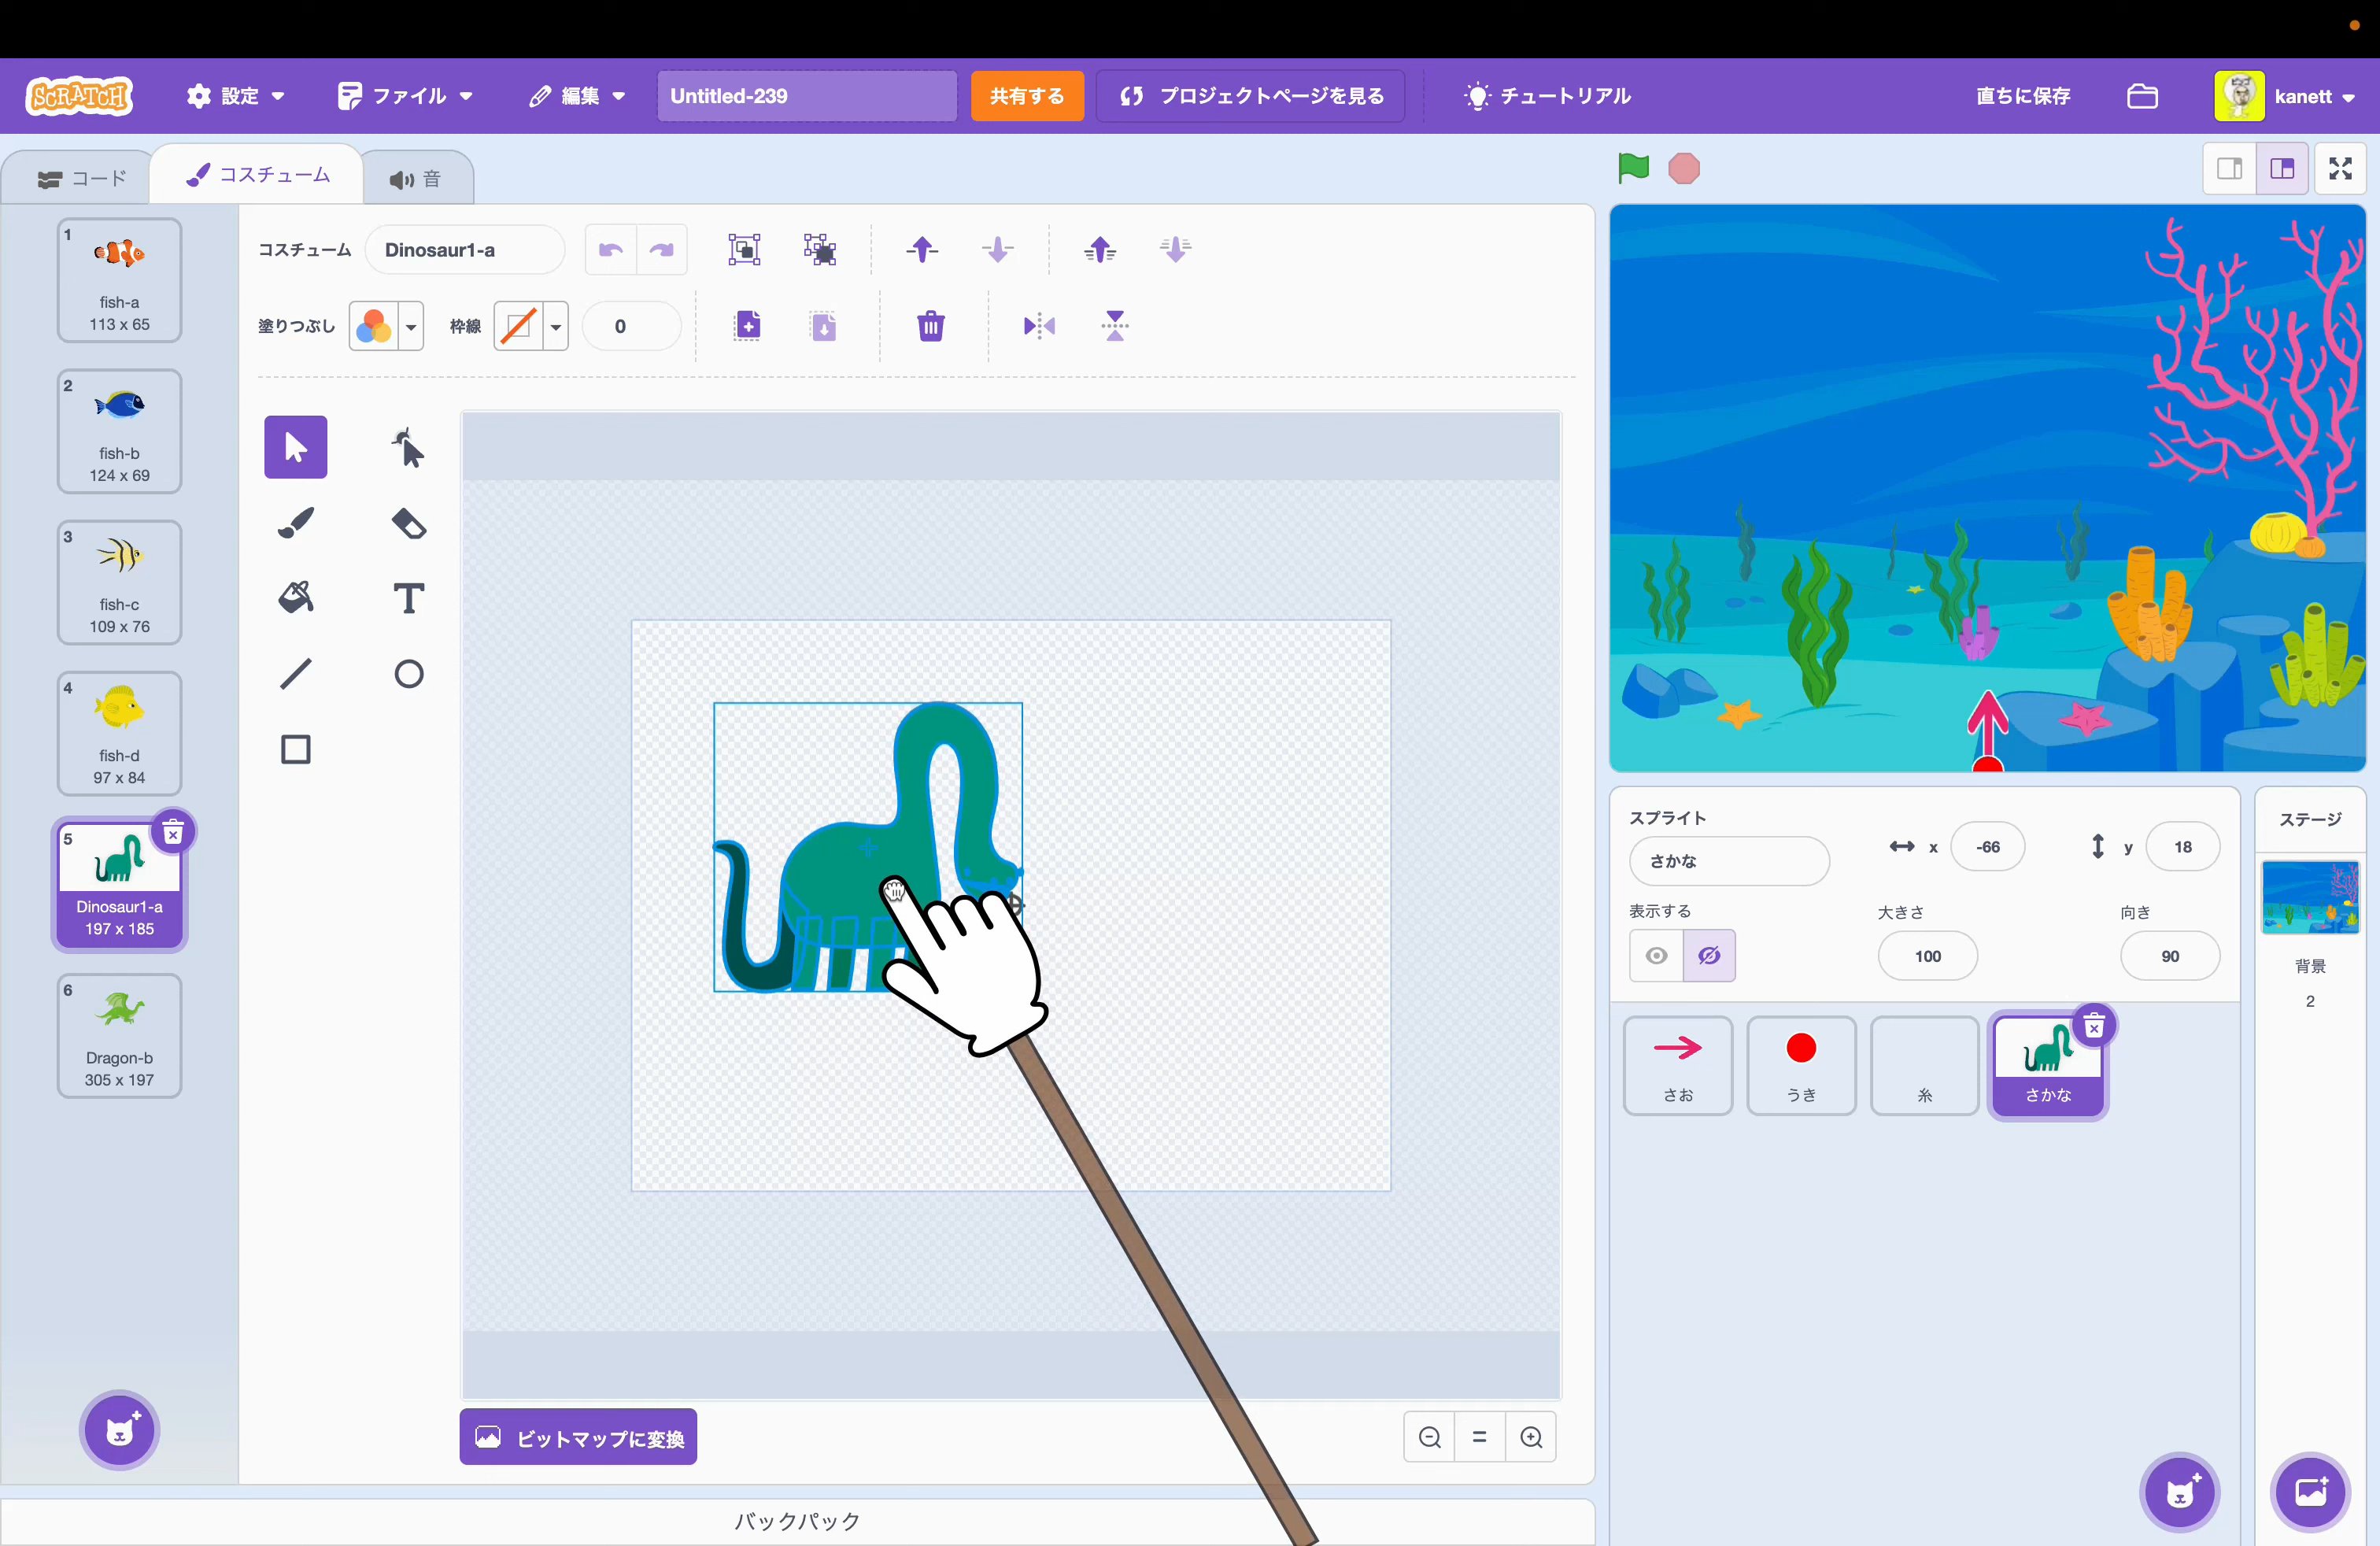 SCRATCH
設定
ファイル
編集
Untitled-239
共有する
プロジェクトページを見る
チュートリアル
直ちに保存
kanett
コード
コスチューム
音
1
fish-a
113 x 65
2
fish-b
124 x 69
3
fish-c
109 x 76
4
fish-d
97 x 84
5
Dinosaur1-a
197 x 185
6
Dragon-b
305 x 197
コスチューム
Dinosaur1-a
塗りつぶし
枠線
0
T
ビットマップに変換
バックパック
スプライト
さかな
x
-66
y
18
表示する
大きさ
100
向き
90
さお
うき
糸
さかな
ステージ
背景
2